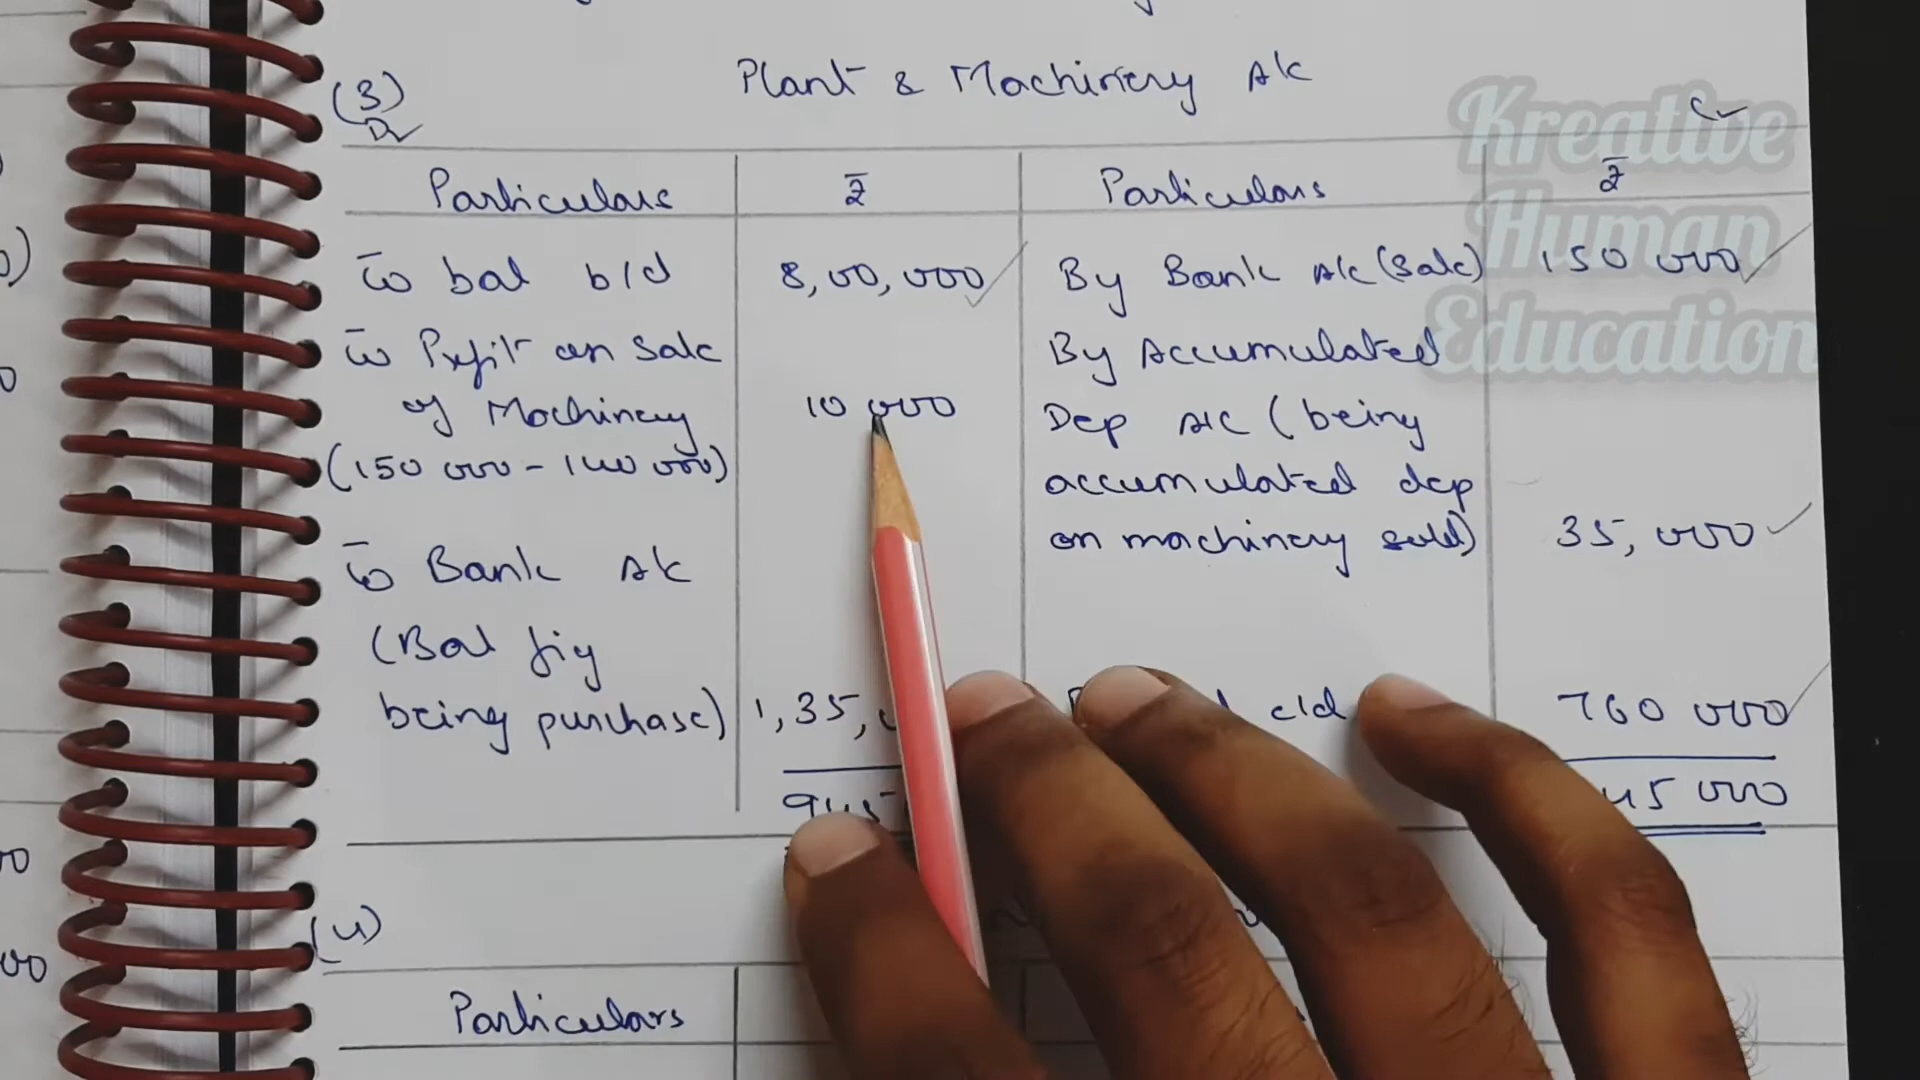 Plant & Machinery A/c
(3)
Dr
Cr
Particulars ₹ Particulars ₹
To bal b/d 8,00,000 By Bank A/c (Sale) 150 000
To Profit on Sale By Accumulated
of Machinery 10 000 Dep A/C (being
(150 000 - 140 000) accumulated dep
on machinery sold) 35,000
To Bank A/c
(Bal fig
being purchase) 1,35, c/d 760 000
945 45 000
(4)
Particulars
Kreative
Human
Education